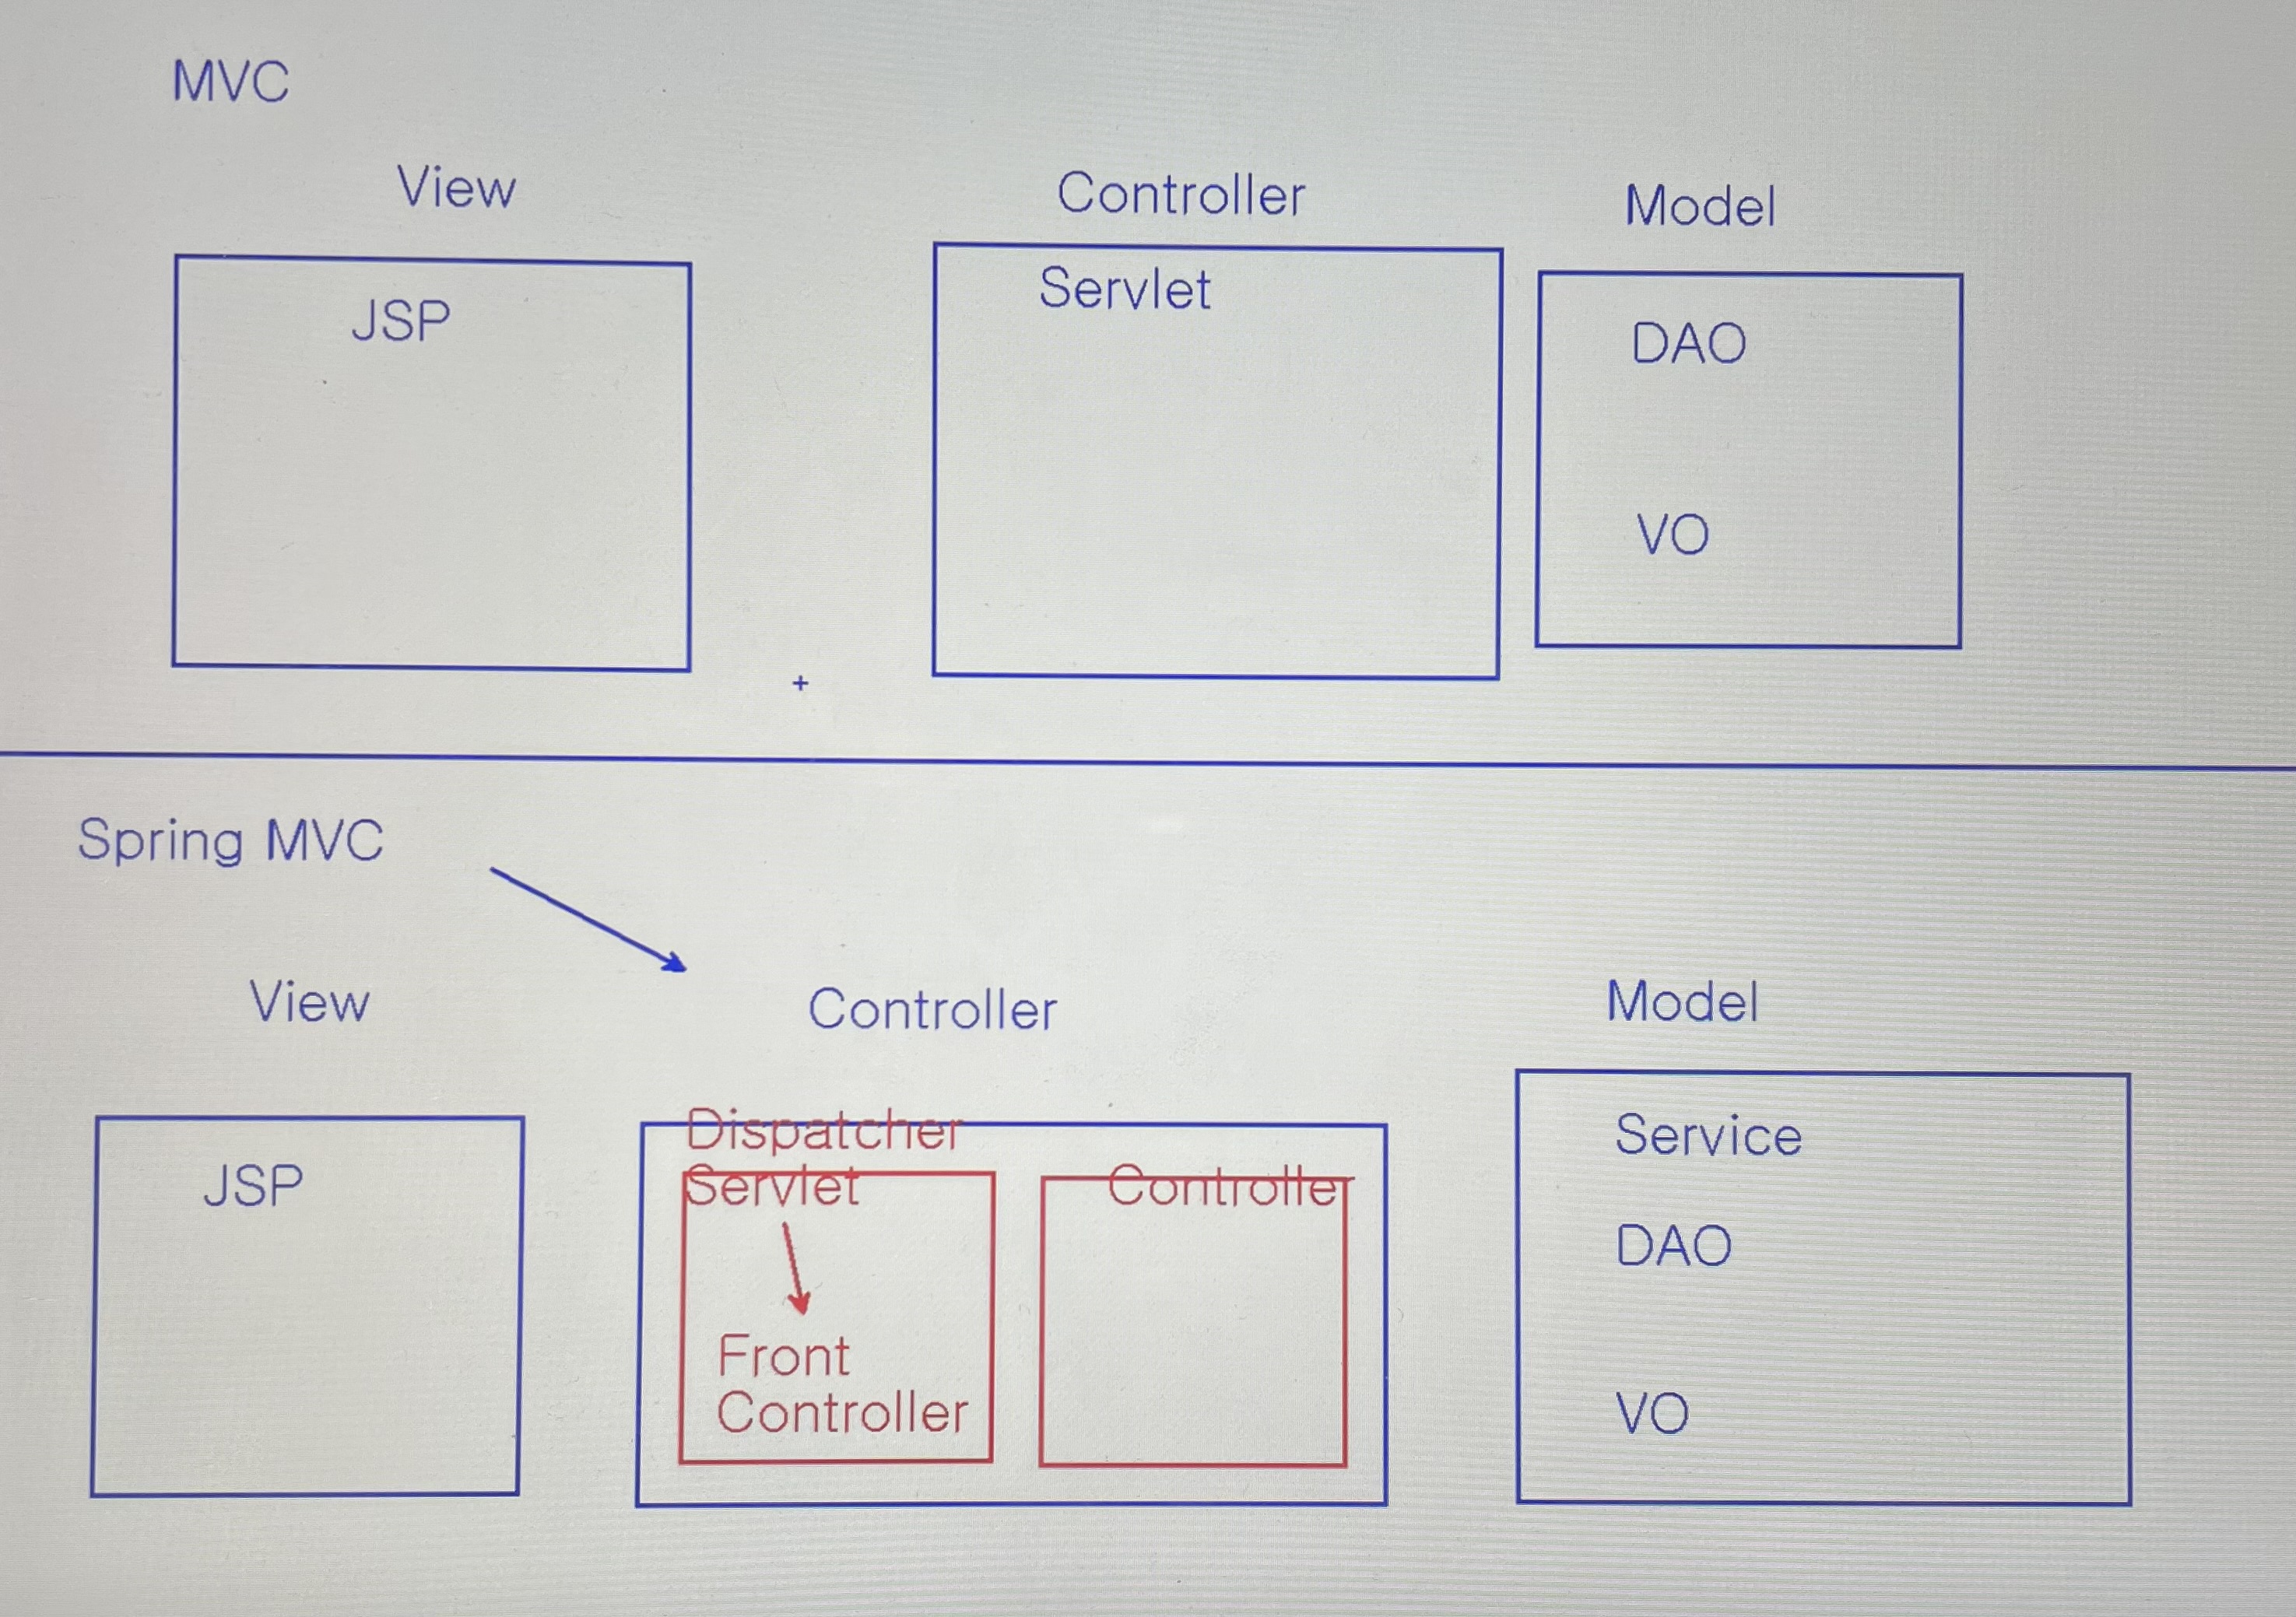 MVC
View
Controller
Model
JSP
Servlet
DAO
VO
+
Spring MVC
View
Controller
Model
JSP
Dispatcher
Servlet
Front
Controller
Controller
Service
DAO
VO